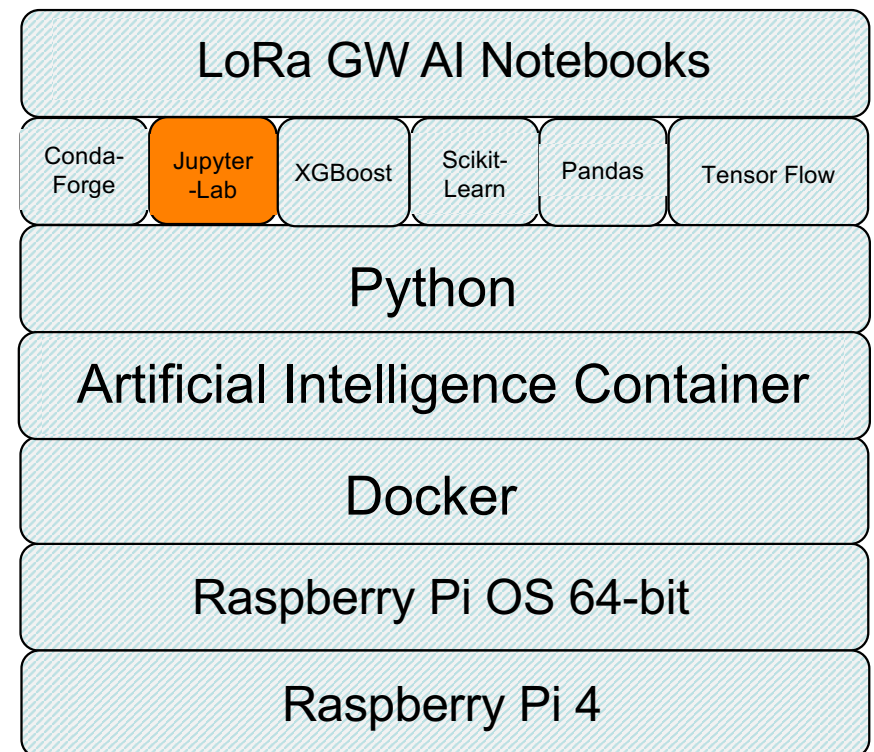 LoRa GW AI Notebooks
Conda-
Forge
Jupyter
-Lab
XGBoost
Scikit-
Learn
Pandas
Tensor Flow
Python
Artificial Intelligence Container
Docker
Raspberry Pi OS 64-bit
Raspberry Pi 4